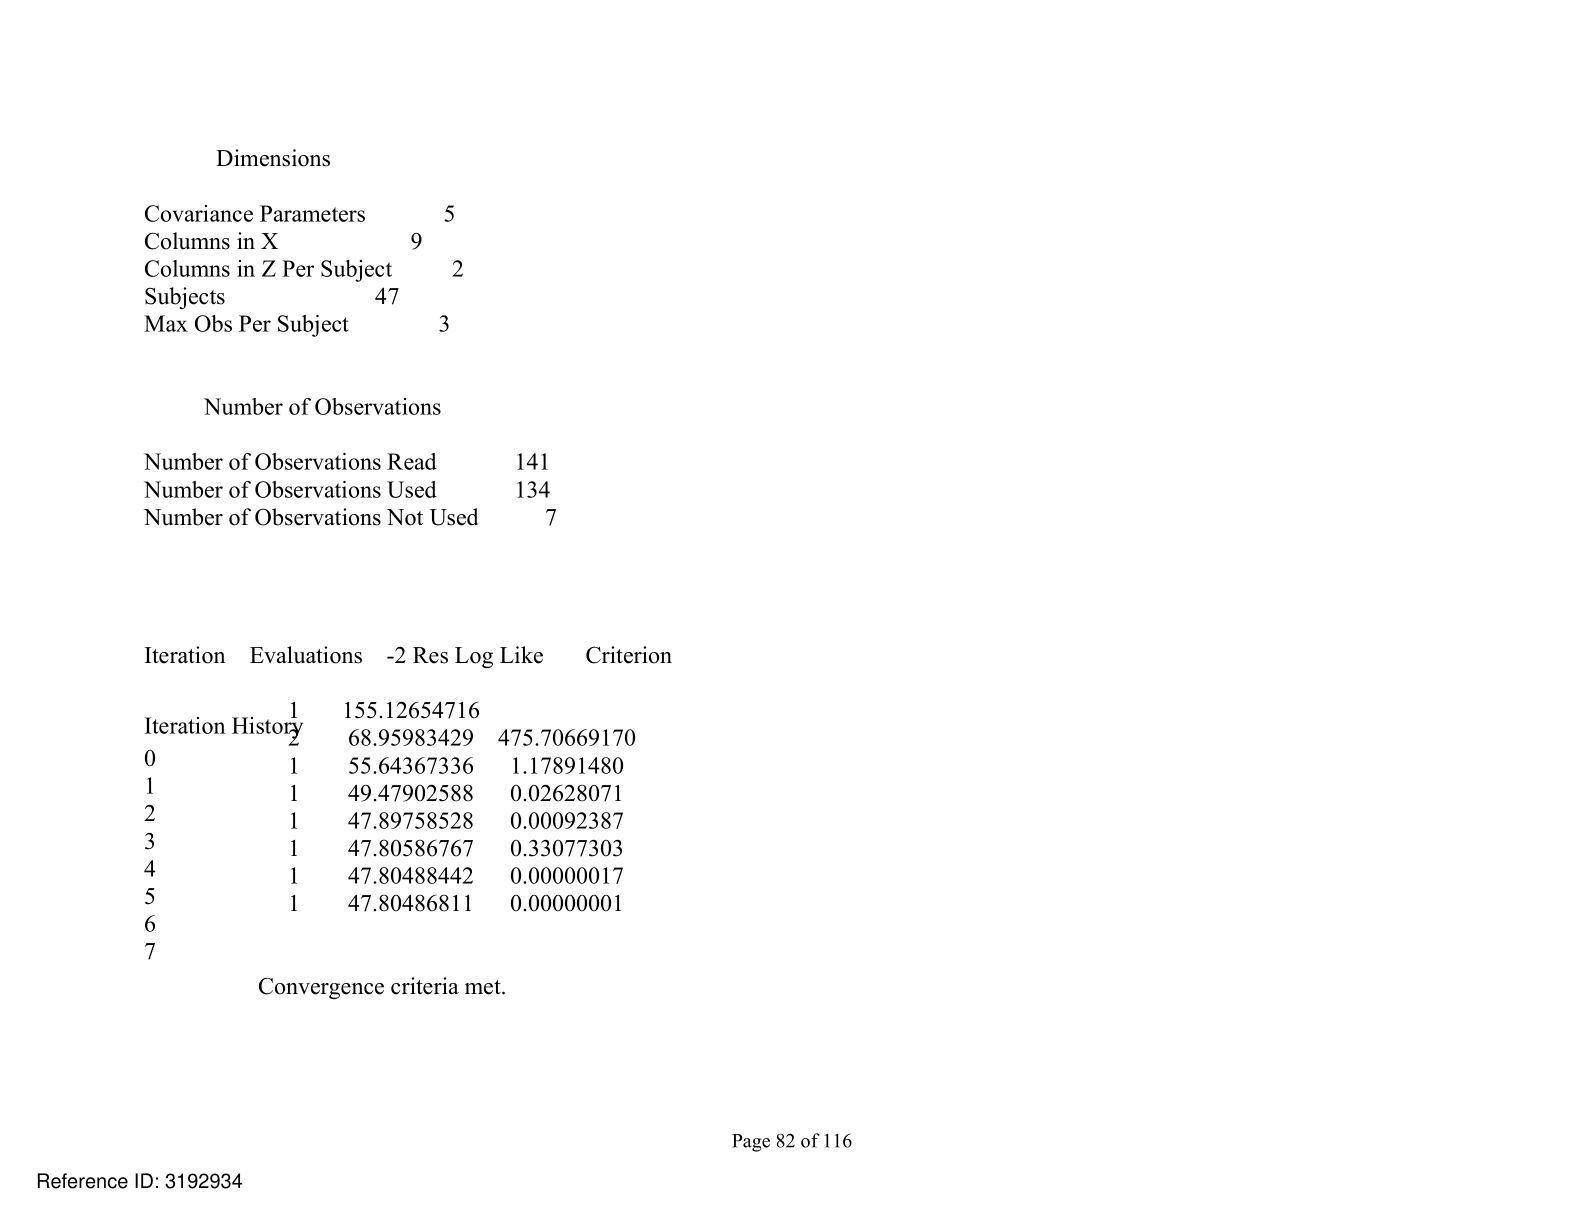 Dimensions
Covariance Parameters 5
Columns in X 9
Columns in Z Per Subject 2
Subjects 47
Max Obs Per Subject 3
Number of Observations
Number of Observations Read 141
Number of Observations Used 134
Number of Observations Not Used 7
Iteration Evaluations -2 Res Log Like Criterion
1 155.12654716
Iteration History
2 68.95983429 475.70669170
0
1 55.64367336 1.17891480
1
1 49.47902588 0.02628071
2
1 47.89758528 0.00092387
3
1 47.80586767 0.33077303
4
1 47.80488442 0.00000017
5
1 47.80486811 0.00000001
6
7
Convergence criteria met.
Page 82 of 116
Reference ID: 3192934